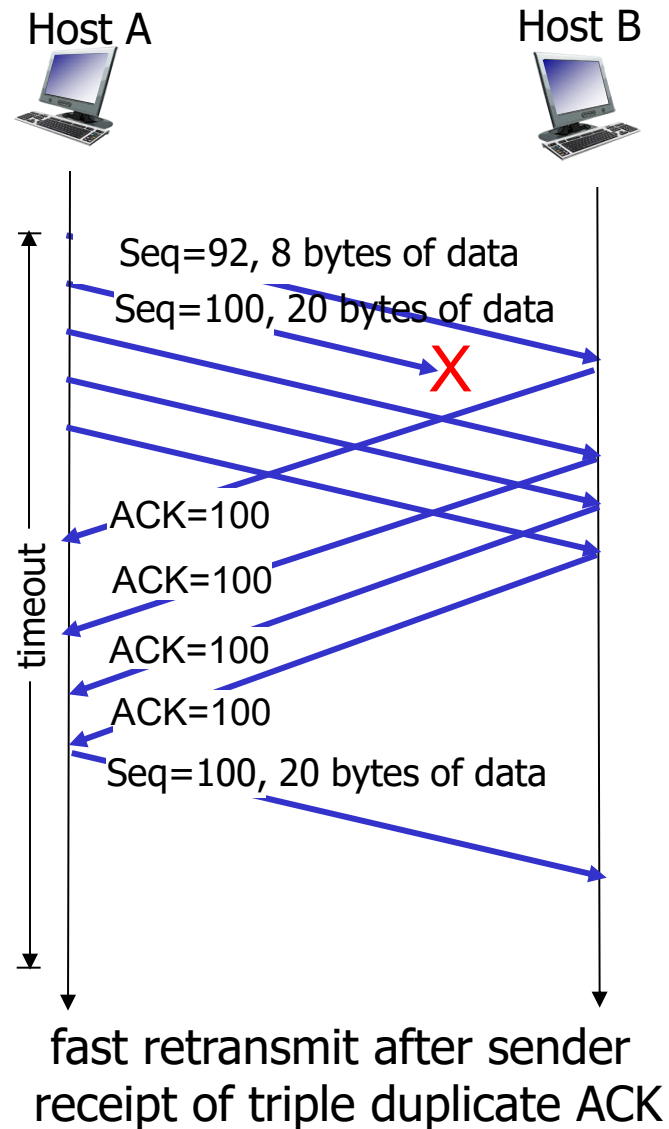 Host A
Host B
Seq=92, 8 bytes of data
Seq=100, 20 bytes of data
X
timeout
ACK=100
ACK=100
ACK=100
ACK=100
Seq=100, 20 bytes of data
fast retransmit after sender
receipt of triple duplicate ACK